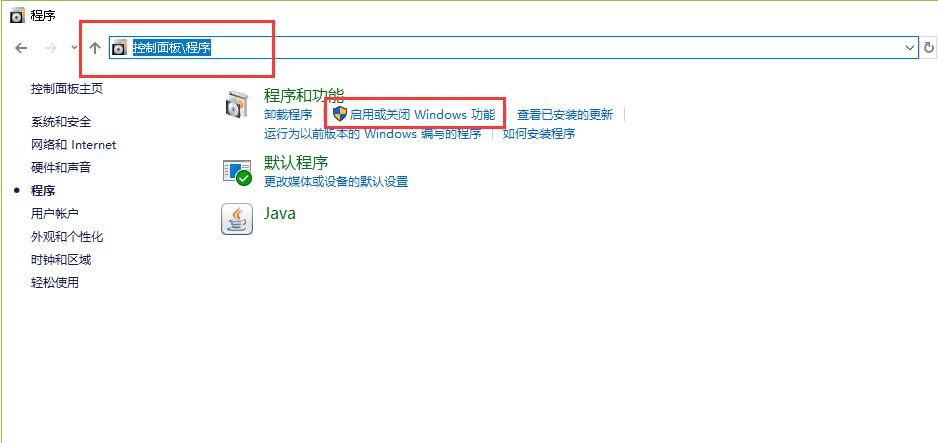 程序
控制面板\程序
控制面板主页
系统和安全
网络和 Internet
硬件和声音
程序
用户帐户
外观和个性化
时钟和区域
轻松使用
程序和功能
卸载程序 启用或关闭 Windows 功能 查看已安装的更新
运行为以前版本的 Windows 编写的程序 如何安装程序
默认程序
更改媒体或设备的默认设置
Java